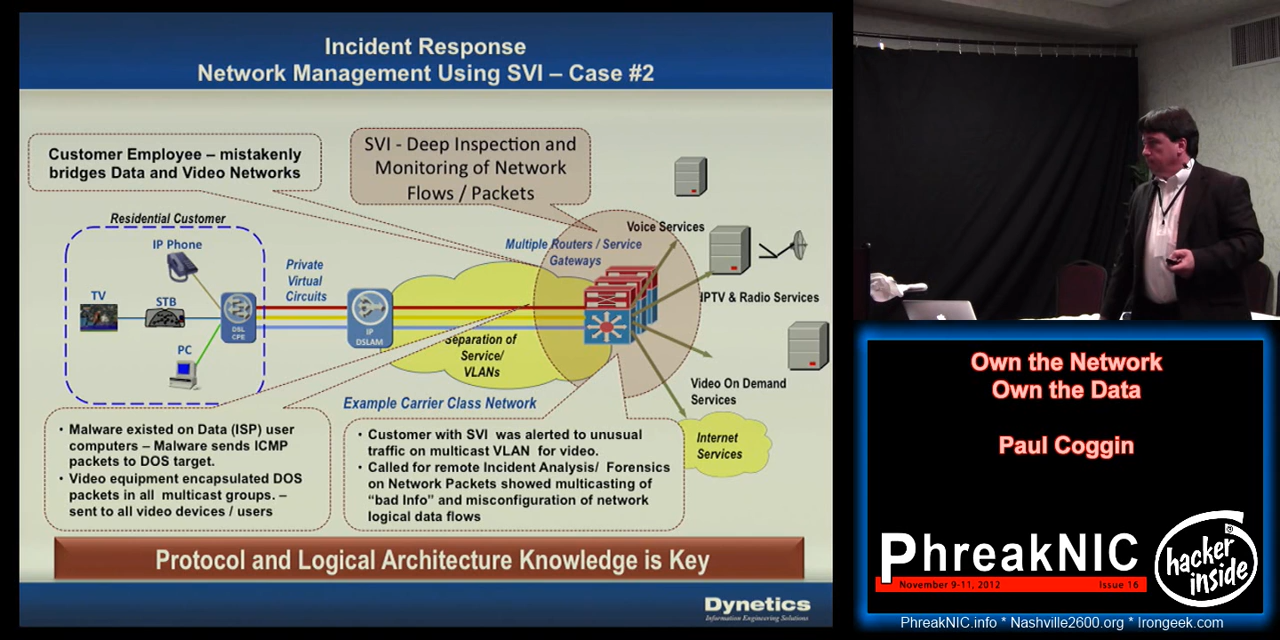 Incident Response
Network Management Using SVI – Case #2
Customer Employee – mistakenly
bridges Data and Video Networks
SVI - Deep Inspection and
Monitoring of Network
Flows / Packets
Residential Customer
IP Phone
TV
STB
DSL
CPE
PC
Private
Virtual
Circuits
IP
DSLAM
Separation of
Service/
VLANs
Multiple Routers / Service
Gateways
Voice Services
IPTV & Radio Services
Video On Demand
Services
Internet
Services
Example Carrier Class Network
• Malware existed on Data (ISP) user
computers – Malware sends ICMP
packets to DOS target.
• Video equipment encapsulated DOS
packets in all multicast groups. –
sent to all video devices / users
• Customer with SVI was alerted to unusual
traffic on multicast VLAN for video.
• Called for remote Incident Analysis/ Forensics
on Network Packets showed multicasting of
“bad Info” and misconfiguration of network
logical data flows
Protocol and Logical Architecture Knowledge is Key
Dynetics
Information Engineering Solutions
Own the Network
Own the Data
Paul Coggin
PhreakNIC
November 9-11, 2012 Issue 16
hacker
inside
PhreakNIC.info * Nashville2600.org * Irongeek.com